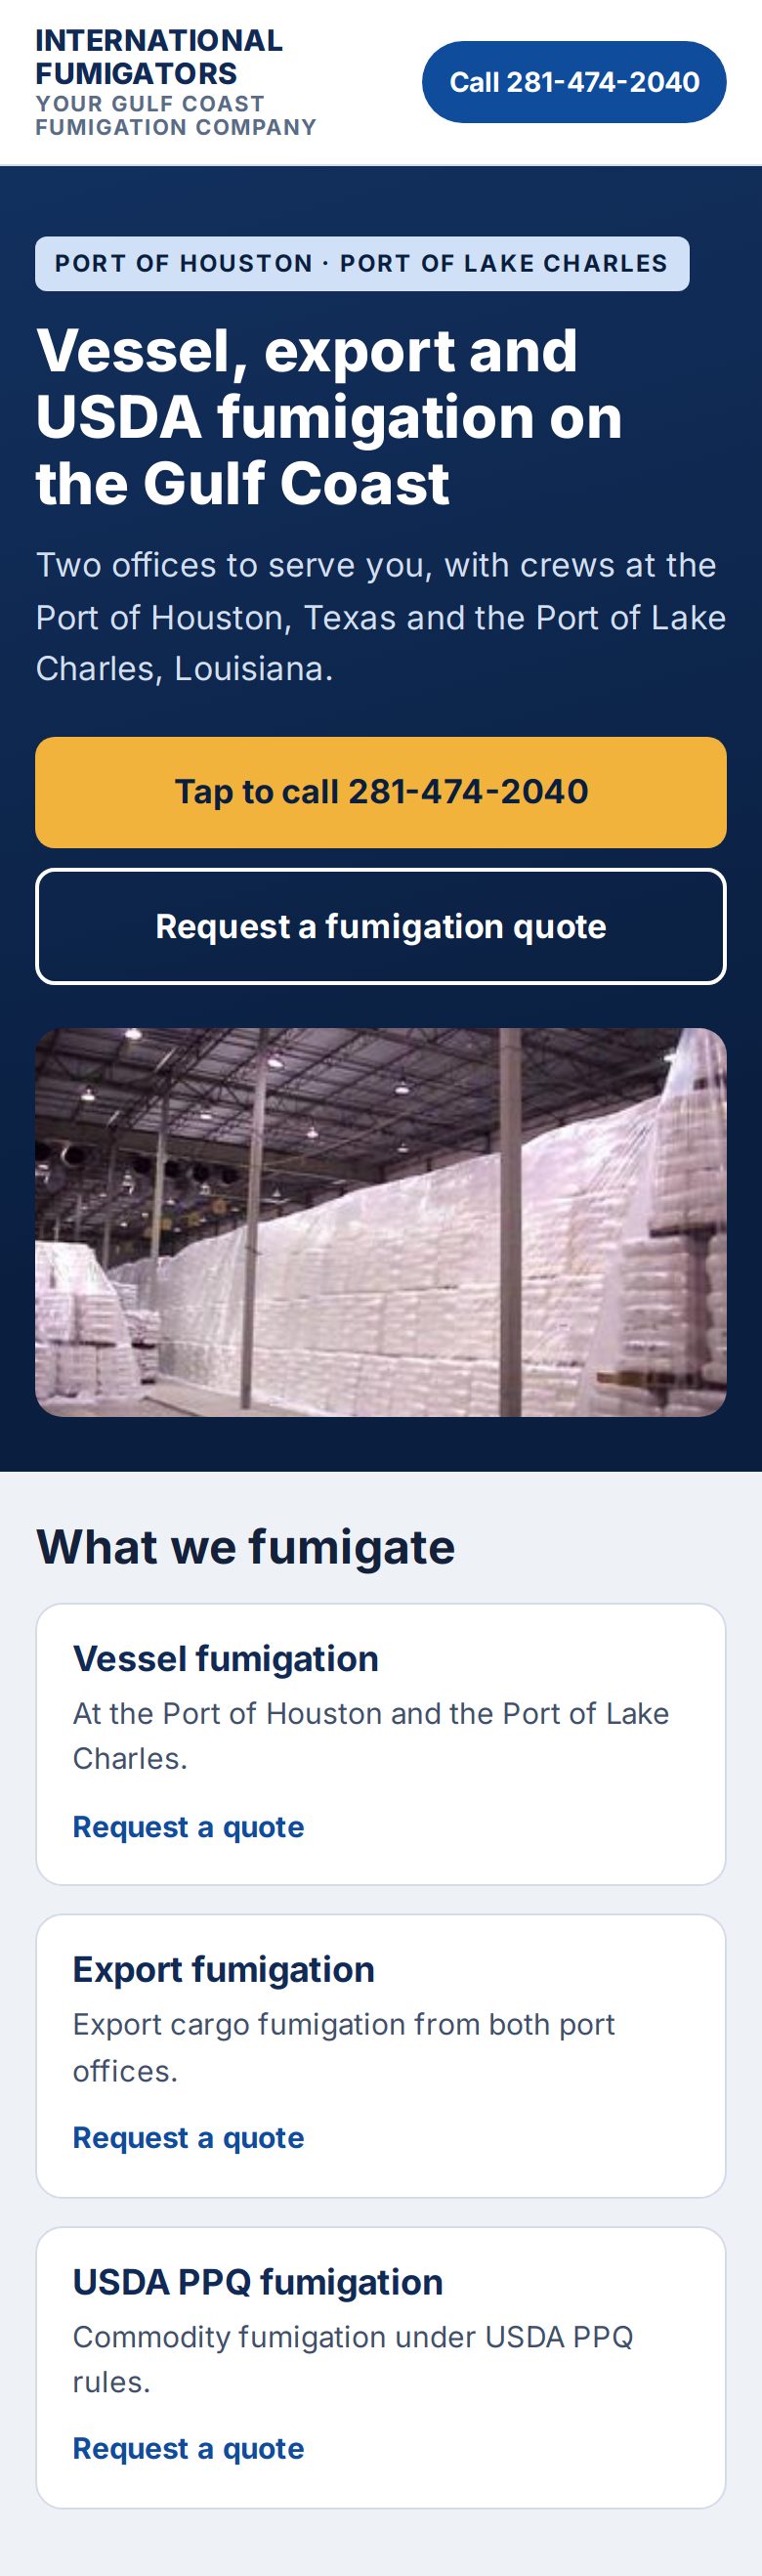 INTERNATIONAL
FUMIGATORS
YOUR GULF COAST
FUMIGATION COMPANY
Call 281-474-2040
PORT OF HOUSTON · PORT OF LAKE CHARLES
Vessel, export and
USDA fumigation on
the Gulf Coast
Two offices to serve you, with crews at the
Port of Houston, Texas and the Port of Lake
Charles, Louisiana.
Tap to call 281-474-2040
Request a fumigation quote
What we fumigate
Vessel fumigation
At the Port of Houston and the Port of Lake
Charles.
Request a quote
Export fumigation
Export cargo fumigation from both port
offices.
Request a quote
USDA PPQ fumigation
Commodity fumigation under USDA PPQ
rules.
Request a quote